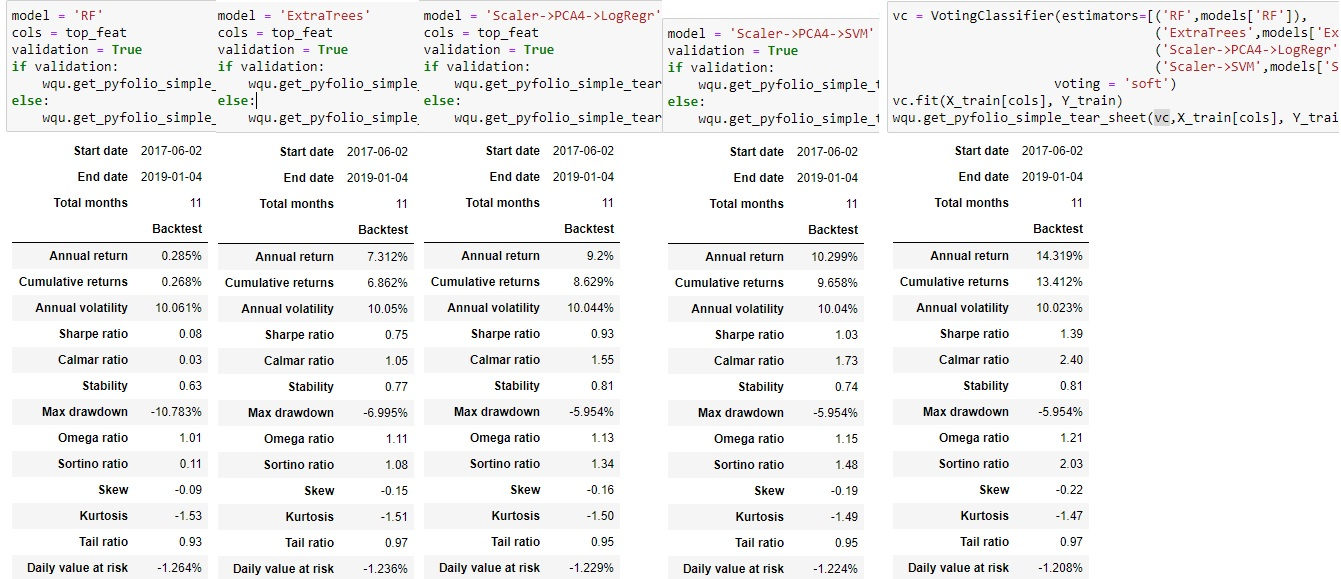 model = 'RF'
cols = top_feat
validation = True
if validation:
wqu.get_pyfolio_simple_
else:
wqu.get_pyfolio_simple_
Start date 2017-06-02
End date 2019-01-04
Total months 11
Backtest
Annual return 0.285%
Cumulative returns 0.268%
Annual volatility 10.061%
Sharpe ratio 0.08
Calmar ratio 0.03
Stability 0.63
Max drawdown -10.783%
Omega ratio 1.01
Sortino ratio 0.11
Skew -0.09
Kurtosis -1.53
Tail ratio 0.93
Daily value at risk -1.264%
model = 'ExtraTrees'
cols = top_feat
validation = True
if validation:
wqu.get_pyfolio_simple_
else:
wqu.get_pyfolio_simple_
Start date 2017-06-02
End date 2019-01-04
Total months 11
Backtest
Annual return 7.312%
Cumulative returns 6.862%
Annual volatility 10.05%
Sharpe ratio 0.75
Calmar ratio 1.05
Stability 0.77
Max drawdown -6.995%
Omega ratio 1.11
Sortino ratio 1.08
Skew -0.15
Kurtosis -1.51
Tail ratio 0.97
Daily value at risk -1.236%
model = 'Scaler->PCA4->LogRegr'
cols = top_feat
validation = True
if validation:
wqu.get_pyfolio_simple_tear
else:
wqu.get_pyfolio_simple_tear
Start date 2017-06-02
End date 2019-01-04
Total months 11
Backtest
Annual return 9.2%
Cumulative returns 8.629%
Annual volatility 10.044%
Sharpe ratio 0.93
Calmar ratio 1.55
Stability 0.81
Max drawdown -5.954%
Omega ratio 1.13
Sortino ratio 1.34
Skew -0.16
Kurtosis -1.50
Tail ratio 0.95
Daily value at risk -1.229%
model = 'Scaler->PCA4->SVM'
validation = True
if validation:
wqu.get_pyfolio_simple_t
else:
wqu.get_pyfolio_simple_t
Start date 2017-06-02
End date 2019-01-04
Total months 11
Backtest
Annual return 10.299%
Cumulative returns 9.658%
Annual volatility 10.04%
Sharpe ratio 1.03
Calmar ratio 1.73
Stability 0.74
Max drawdown -5.954%
Omega ratio 1.15
Sortino ratio 1.48
Skew -0.19
Kurtosis -1.49
Tail ratio 0.95
Daily value at risk -1.224%
vc = VotingClassifier(estimators=[('RF',models['RF']),
('ExtraTrees',models['Ex
('Scaler->PCA4->LogRegr'
('Scaler->SVM',models['S
voting = 'soft')
vc.fit(X_train[cols], Y_train)
wqu.get_pyfolio_simple_tear_sheet(vc,X_train[cols], Y_trai
Start date 2017-06-02
End date 2019-01-04
Total months 11
Backtest
Annual return 14.319%
Cumulative returns 13.412%
Annual volatility 10.023%
Sharpe ratio 1.39
Calmar ratio 2.40
Stability 0.81
Max drawdown -5.954%
Omega ratio 1.21
Sortino ratio 2.03
Skew -0.22
Kurtosis -1.47
Tail ratio 0.97
Daily value at risk -1.208%